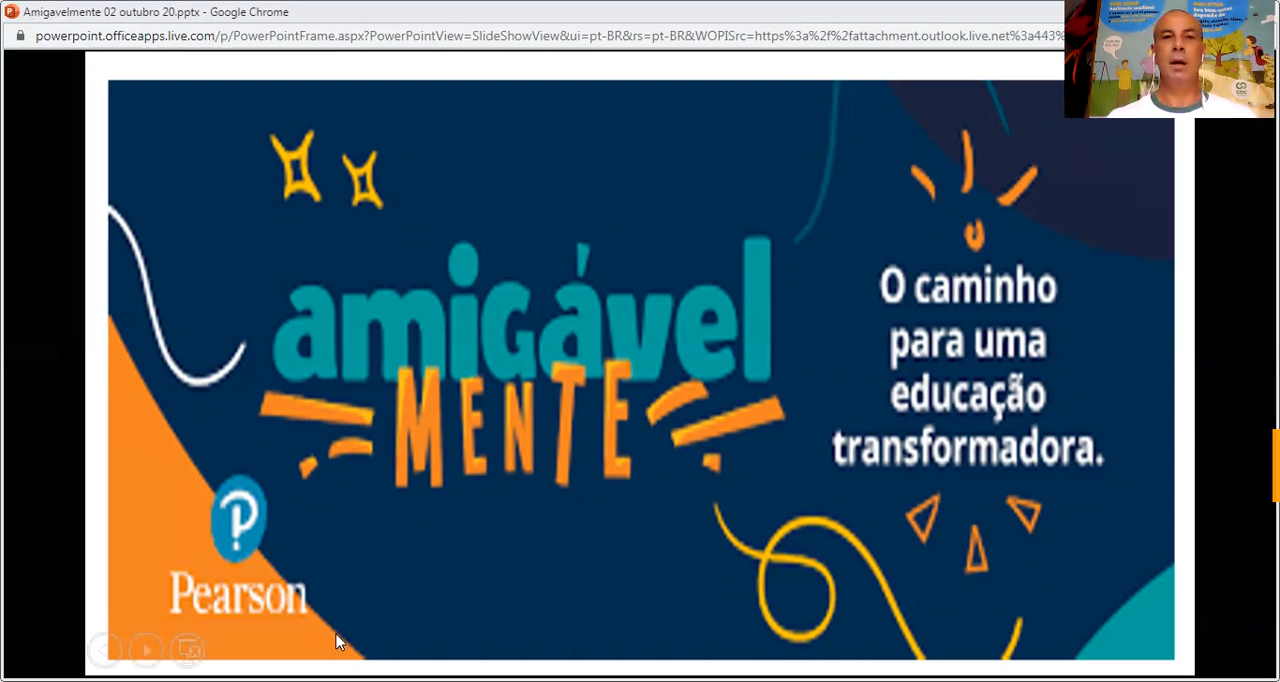 Amigavelmente 02 outubro 20.pptx - Google Chrome
powerpoint.officeapps.live.com/p/PowerPointFrame.aspx?PowerPointView=SlideShowView&ui=pt-BR&rs=pt-BR&WOPISrc=https%3a%2f%2fattachment.outlook.live.net%3a443%
amigável
MENTE
O caminho
para uma
educação
transformadora.
Pearson